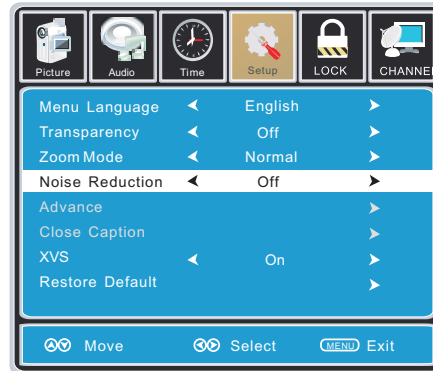 Picture Audio Time Setup LOCK CHANNEL
Menu Language English
Transparency Off
Zoom Mode Normal
Noise Reduction Off
Advance
Close Caption
XVS On
Restore Default
Move Select MENU Exit